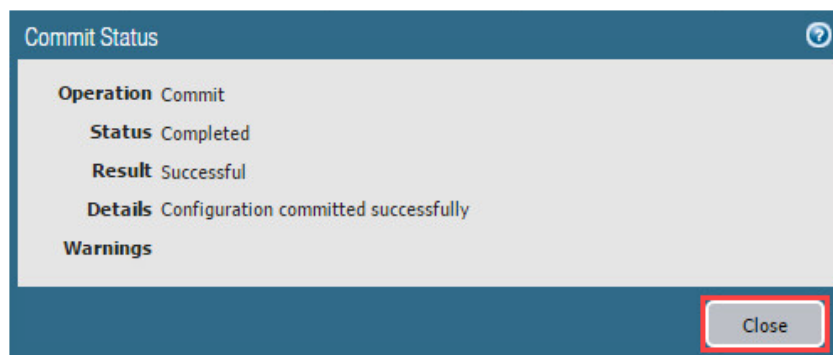 Commit Status
?
Operation Commit
Status Completed
Result Successful
Details Configuration committed successfully
Warnings
Close